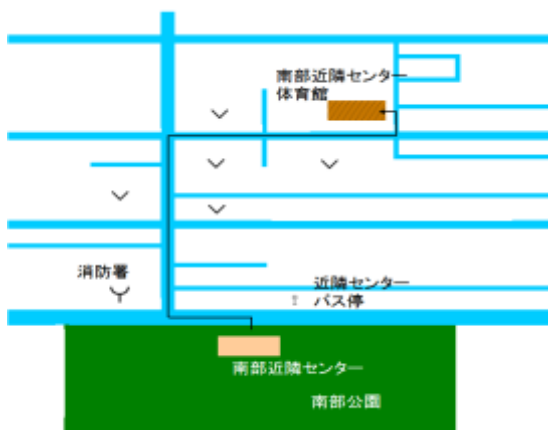 南部近隣センター
体育館
消防署
近隣センター
バス停
南部近隣センター
南部公園